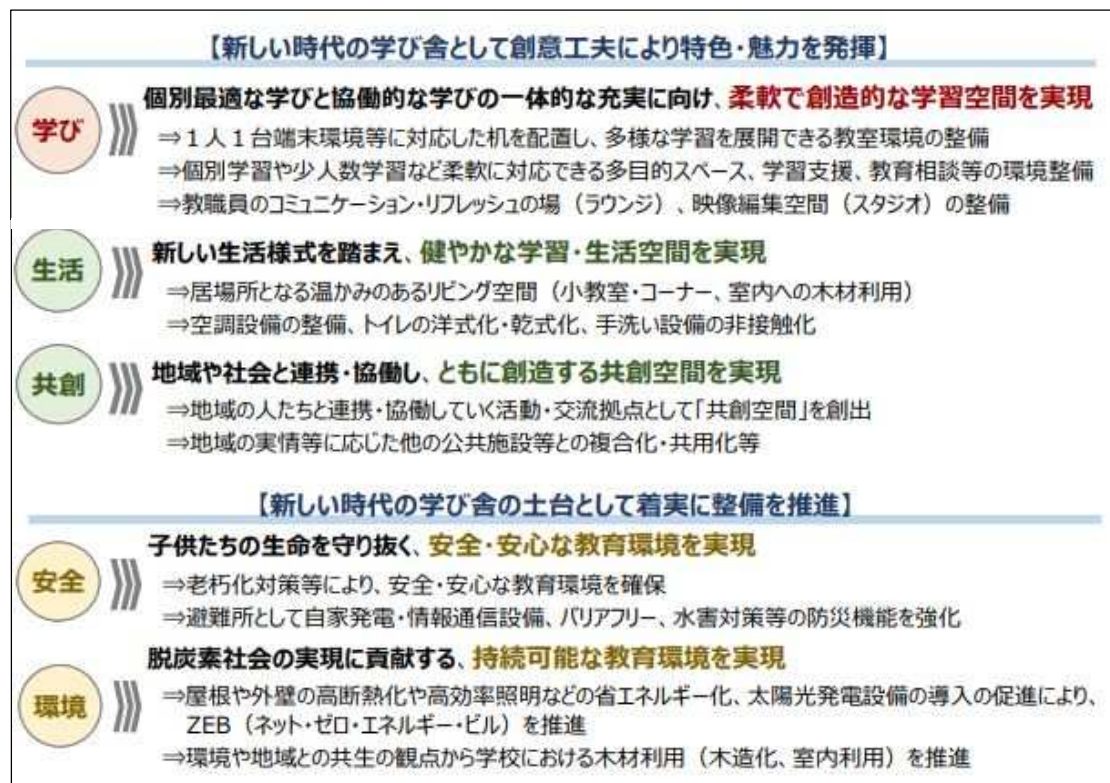 【新しい時代の学び舎として創意工夫により特色・魅力を発揮】
学び
個別最適な学びと協働的な学びの一体的な充実に向け、柔軟で創造的な学習空間を実現
⇒1人1台端末環境等に対応した机を配置し、多様な学習を展開できる教室環境の整備
⇒個別学習や少人数学習など柔軟に対応できる多目的スペース、学習支援、教育相談等の環境整備
⇒教職員のコミュニケーション・リフレッシュの場（ラウンジ）、映像編集空間（スタジオ）の整備
生活
新しい生活様式を踏まえ、健やかな学習・生活空間を実現
⇒居場所となる温かみのあるリビング空間（小教室・コーナー、室内への木材利用）
⇒空調設備の整備、トイレの洋式化・乾式化、手洗い設備の非接触化
共創
地域や社会と連携・協働し、ともに創造する共創空間を実現
⇒地域の人たちと連携・協働していく活動・交流拠点として「共創空間」を創出
⇒地域の実情等に応じた他の公共施設等との複合化・共用化等
【新しい時代の学び舎の土台として着実に整備を推進】
安全
子供たちの生命を守り抜く、安全・安心な教育環境を実現
⇒老朽化対策等により、安全・安心な教育環境を確保
⇒避難所として自家発電・情報通信設備、バリアフリー、水害対策等の防災機能を強化
環境
脱炭素社会の実現に貢献する、持続可能な教育環境を実現
⇒屋根や外壁の高断熱化や高効率照明などの省エネルギー化、太陽光発電設備の導入の促進により、
ZEB（ネット・ゼロ・エネルギー・ビル）を推進
⇒環境や地域との共生の観点から学校における木材利用（木造化、室内利用）を推進